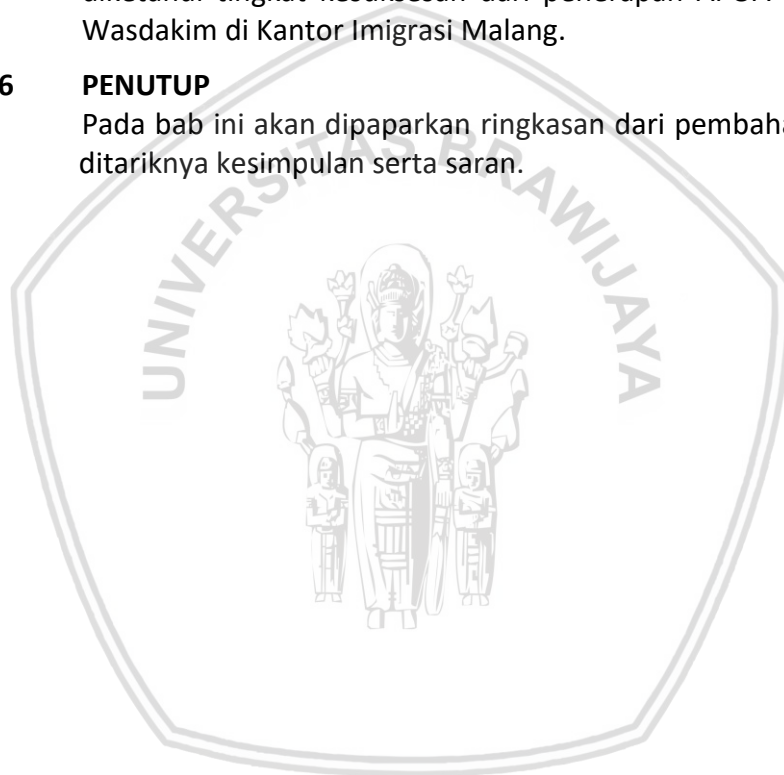 Wasdakim di Kantor Imigrasi Malang.
6 PENUTUP
Pada bab ini akan dipaparkan ringkasan dari
ditariknya kesimpulan serta saran.
UNIVERSITAS BRAWIJAYA